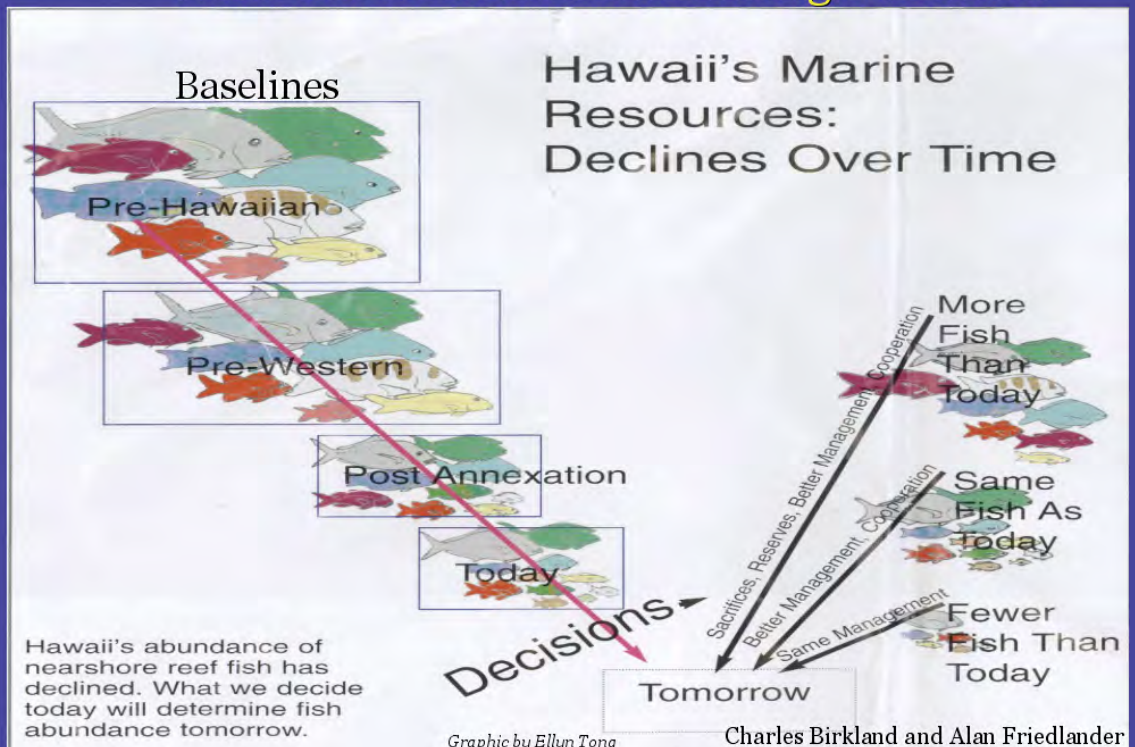 Baselines
Hawaii's Marine
Resources:
Declines Over Time
Pre-Hawaiian
Pre-Western
Post Annexation
Today
Decisions
Sacrifices, Reserves, Better Management, Cooperation
More
Fish
Than
Today
Better Management, Cooperation
Same
Fish As
Today
Same Management
Fewer
Fish Than
Today
Tomorrow
Hawaii's abundance of
nearshore reef fish has
declined. What we decide
today will determine fish
abundance tomorrow.
Graphic by Ellyn Tong
Charles Birkland and Alan Friedlander